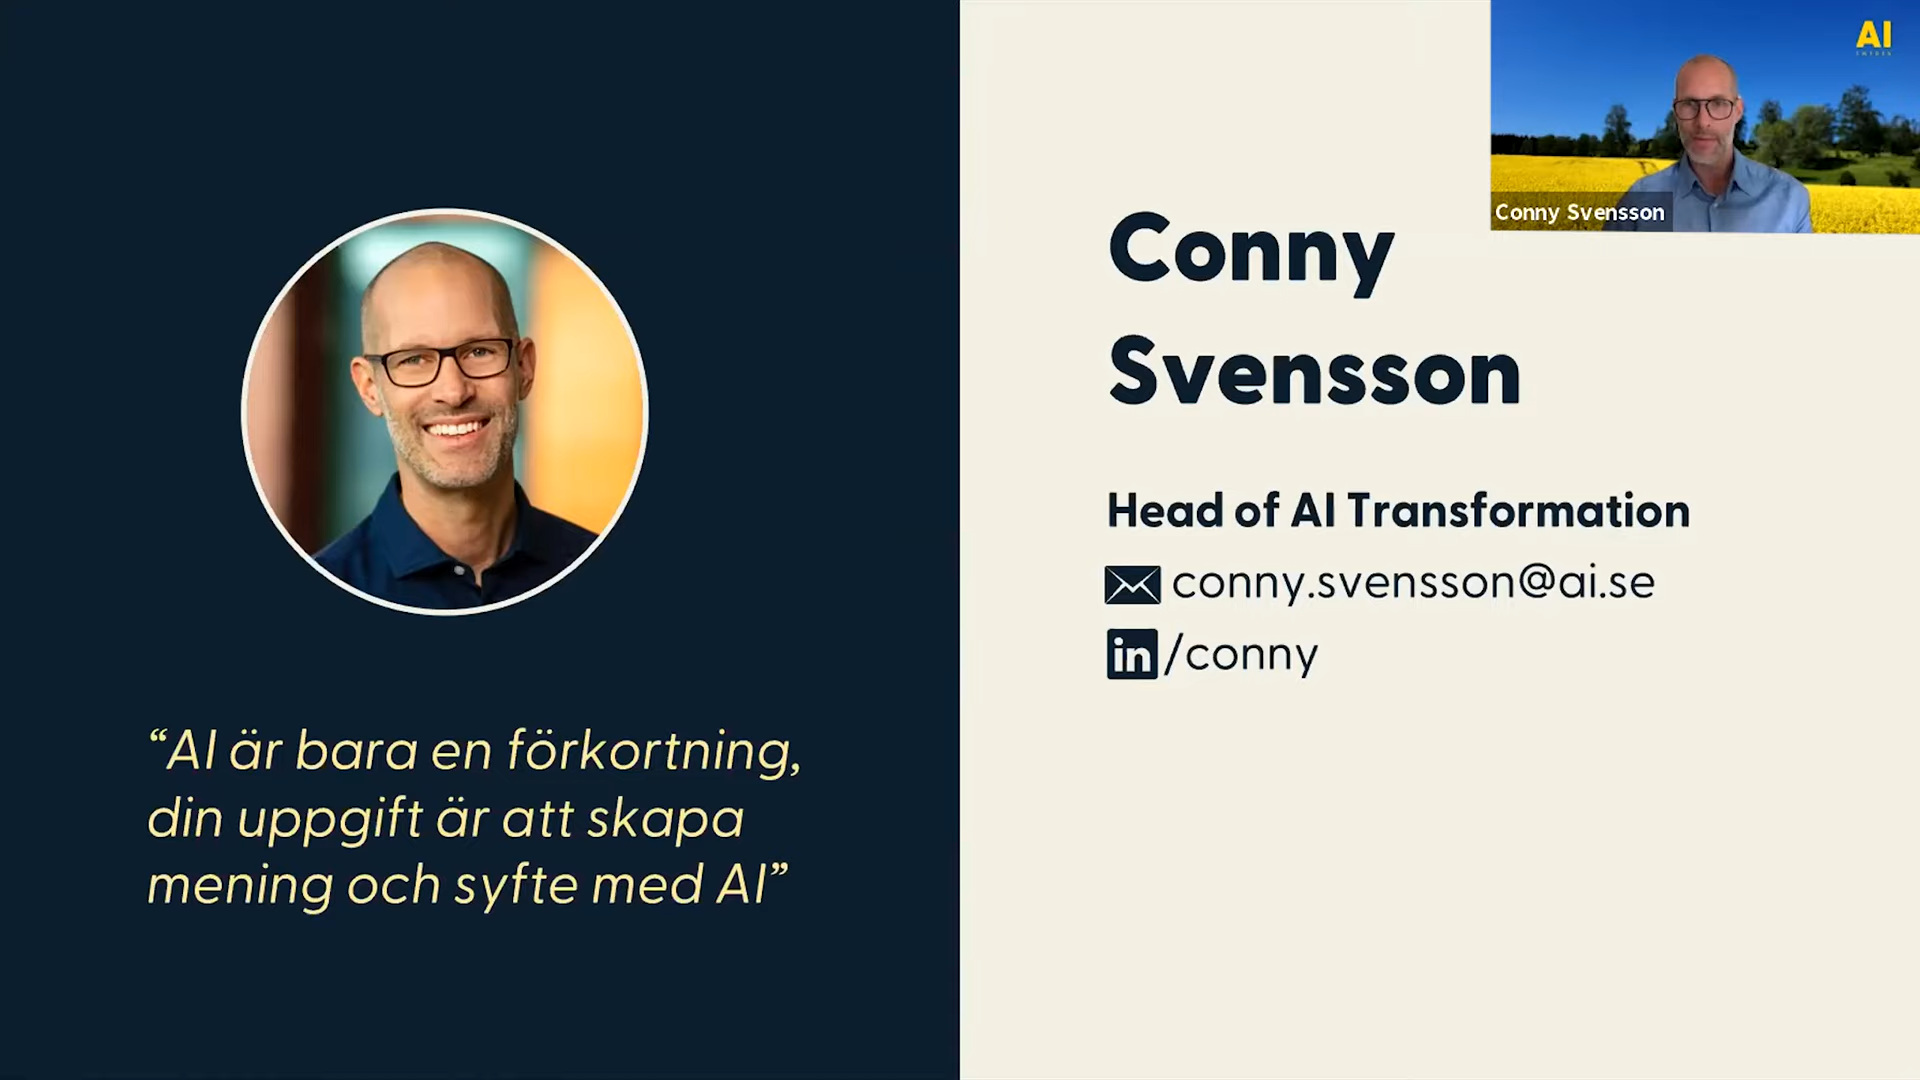 AI
Conny Svensson
Conny
Svensson
Head of AI Transformation
conny.svensson@ai.se
in/conny
“AI är bara en förkortning,
din uppgift är att skapa
mening och syfte med AI”